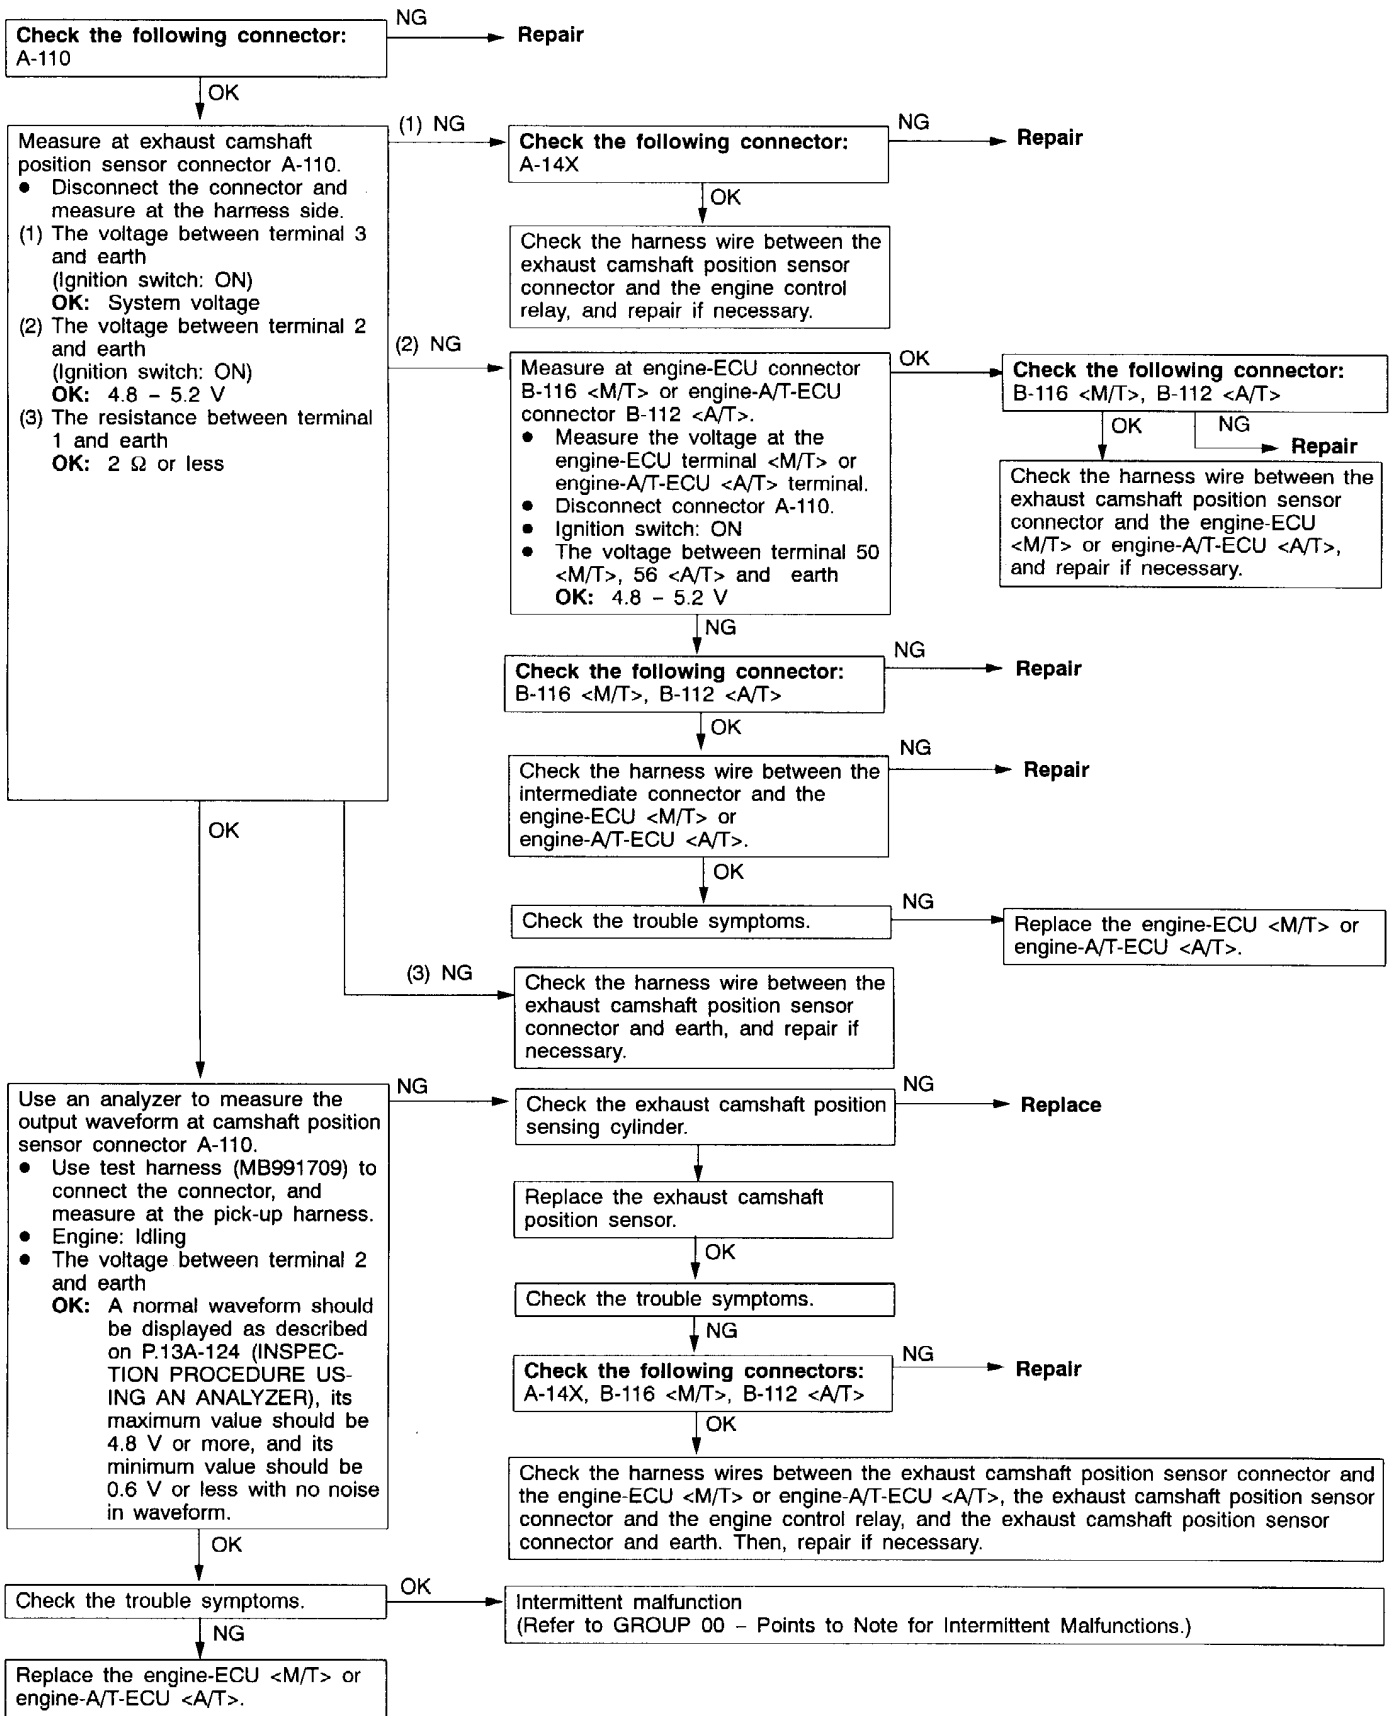 NG
Check the following connector:
A-110
Repair
OK
Measure at exhaust camshaft
position sensor connector A-110.
● Disconnect the connector and
measure at the harness side.
(1) The voltage between terminal 3
and earth
(Ignition switch: ON)
OK: System voltage
(2) The voltage between terminal 2
and earth
(Ignition switch: ON)
OK: 4.8 – 5.2 V
(3) The resistance between terminal
1 and earth
OK: 2 Ω or less
(1) NG
Check the following connector:
A-14X
NG
Repair
OK
Check the harness wire between the
exhaust camshaft position sensor
connector and the engine control
relay, and repair if necessary.
(2) NG
Measure at engine-ECU connector
B-116 <M/T> or engine-A/T-ECU
connector B-112 <A/T>.
● Measure the voltage at the
engine-ECU terminal <M/T> or
engine-A/T-ECU <A/T> terminal.
● Disconnect connector A-110.
● Ignition switch: ON
● The voltage between terminal 50
<M/T>, 56 <A/T> and earth
OK: 4.8 – 5.2 V
OK
Check the following connector:
B-116 <M/T>, B-112 <A/T>
OK
NG
Repair
Check the harness wire between the
exhaust camshaft position sensor
connector and the engine-ECU
<M/T> or engine-A/T-ECU <A/T>,
and repair if necessary.
NG
Check the following connector:
B-116 <M/T>, B-112 <A/T>
NG
Repair
OK
Check the harness wire between the
intermediate connector and the
engine-ECU <M/T> or
engine-A/T-ECU <A/T>.
NG
Repair
OK
Check the trouble symptoms.
NG
Replace the engine-ECU <M/T> or
engine-A/T-ECU <A/T>.
OK
(3) NG
Check the harness wire between the
exhaust camshaft position sensor
connector and earth, and repair if
necessary.
Use an analyzer to measure the
output waveform at camshaft position
sensor connector A-110.
● Use test harness (MB991709) to
connect the connector, and
measure at the pick-up harness.
● Engine: Idling
● The voltage between terminal 2
and earth
OK: A normal waveform should
be displayed as described
on P.13A-124 (INSPEC-
TION PROCEDURE US-
ING AN ANALYZER), its
maximum value should be
4.8 V or more, and its
minimum value should be
0.6 V or less with no noise
in waveform.
NG
Check the exhaust camshaft position
sensing cylinder.
NG
Replace
Replace the exhaust camshaft
position sensor.
OK
Check the trouble symptoms.
NG
Check the following connectors:
A-14X, B-116 <M/T>, B-112 <A/T>
NG
Repair
OK
Check the harness wires between the exhaust camshaft position sensor connector and
the engine-ECU <M/T> or engine-A/T-ECU <A/T>, the exhaust camshaft position sensor
connector and the engine control relay, and the exhaust camshaft position sensor
connector and earth. Then, repair if necessary.
OK
Check the trouble symptoms.
OK
Intermittent malfunction
(Refer to GROUP 00 – Points to Note for Intermittent Malfunctions.)
NG
Replace the engine-ECU <M/T> or
engine-A/T-ECU <A/T>.